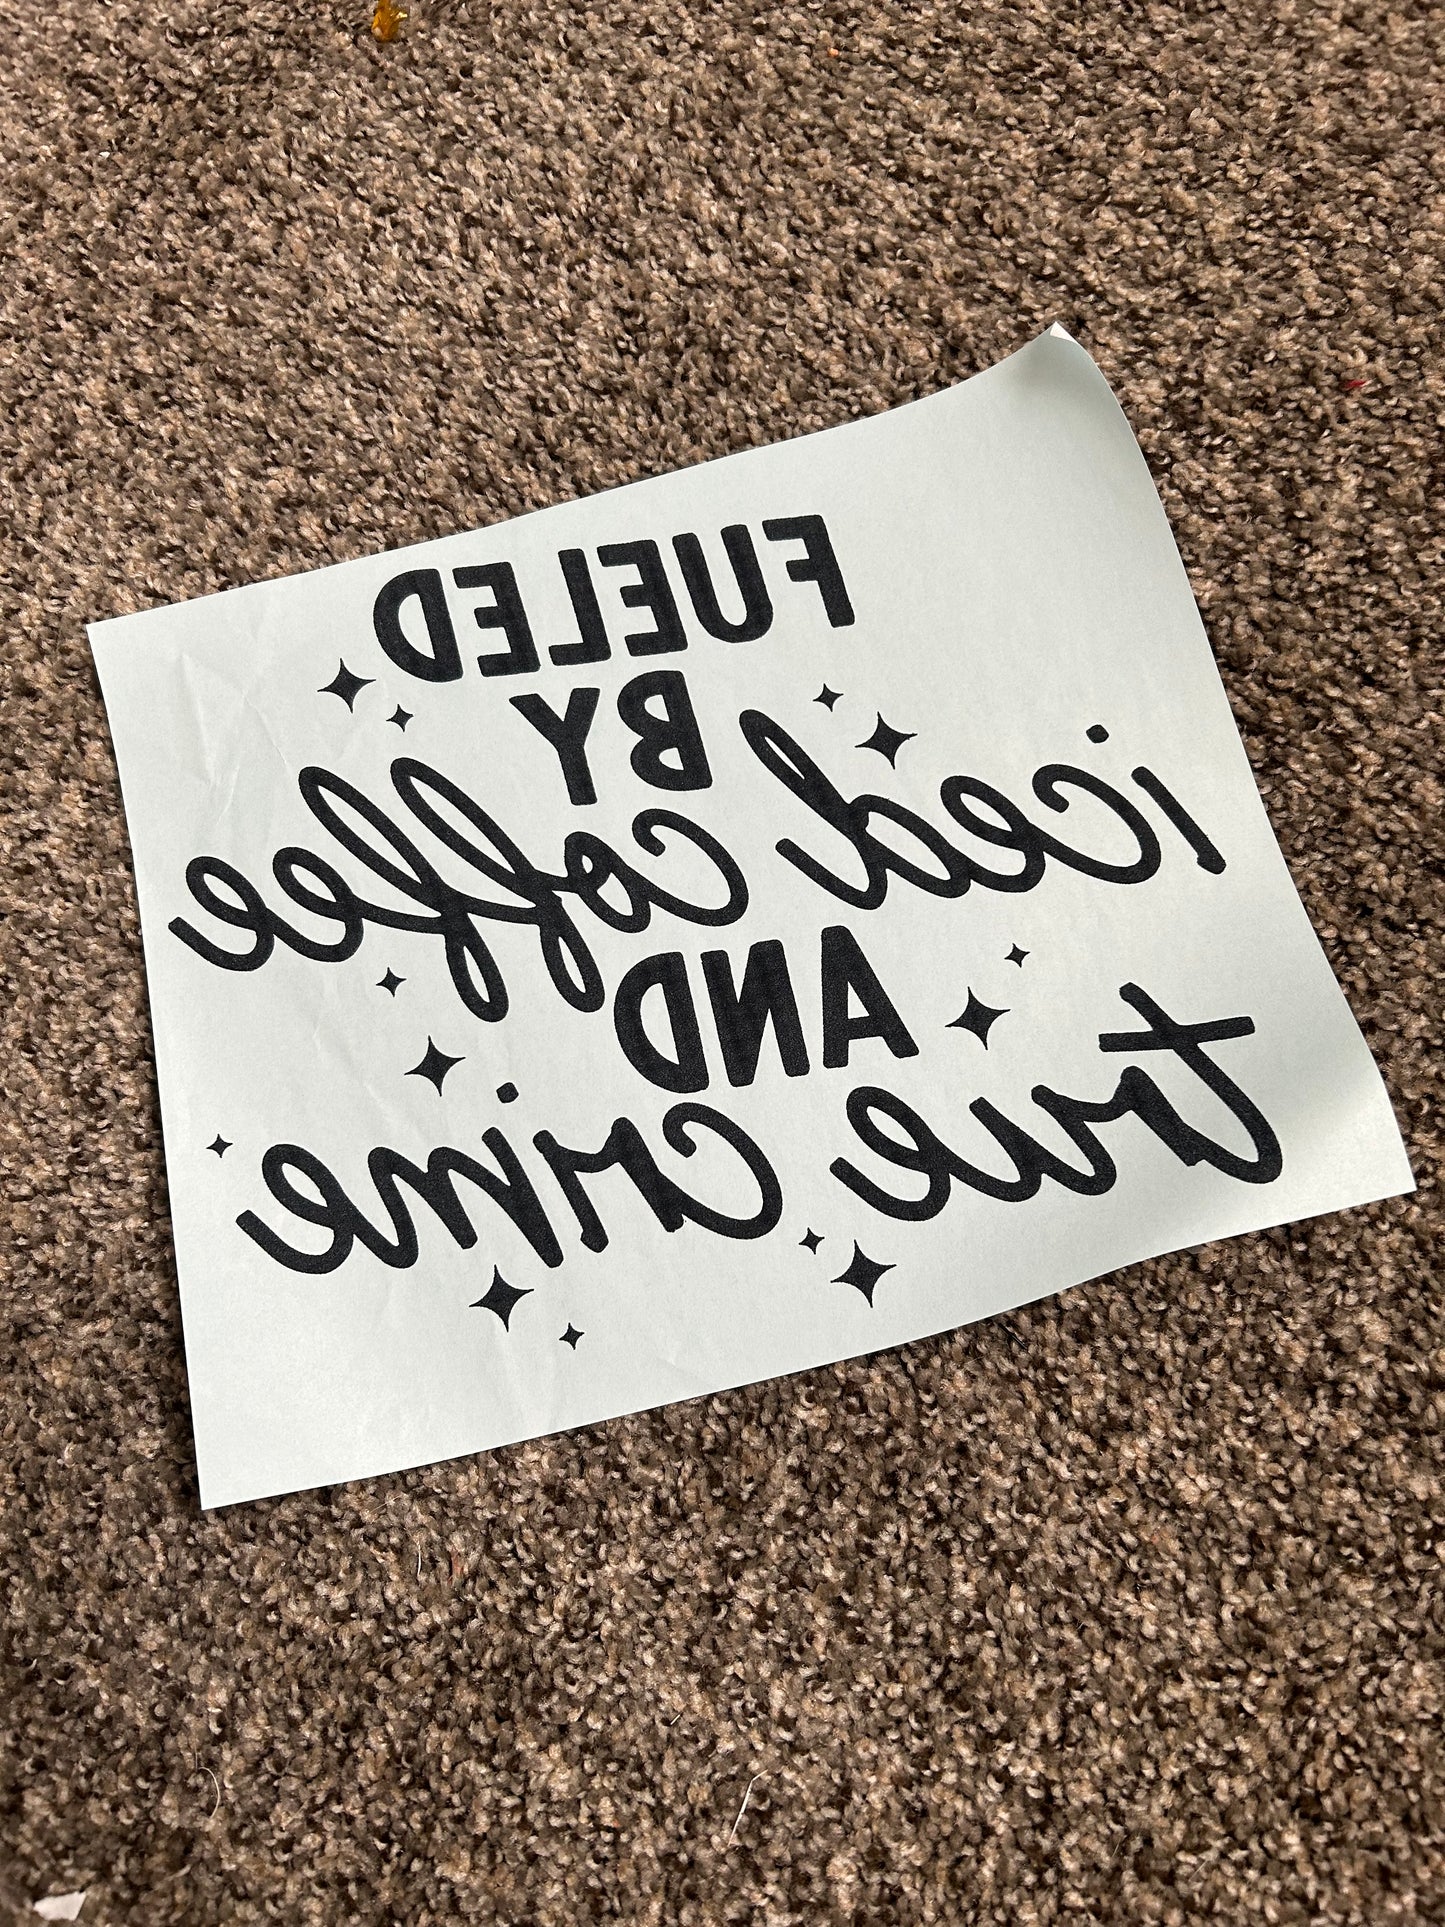 FUELED
BY
iced coffee
AND
true crime